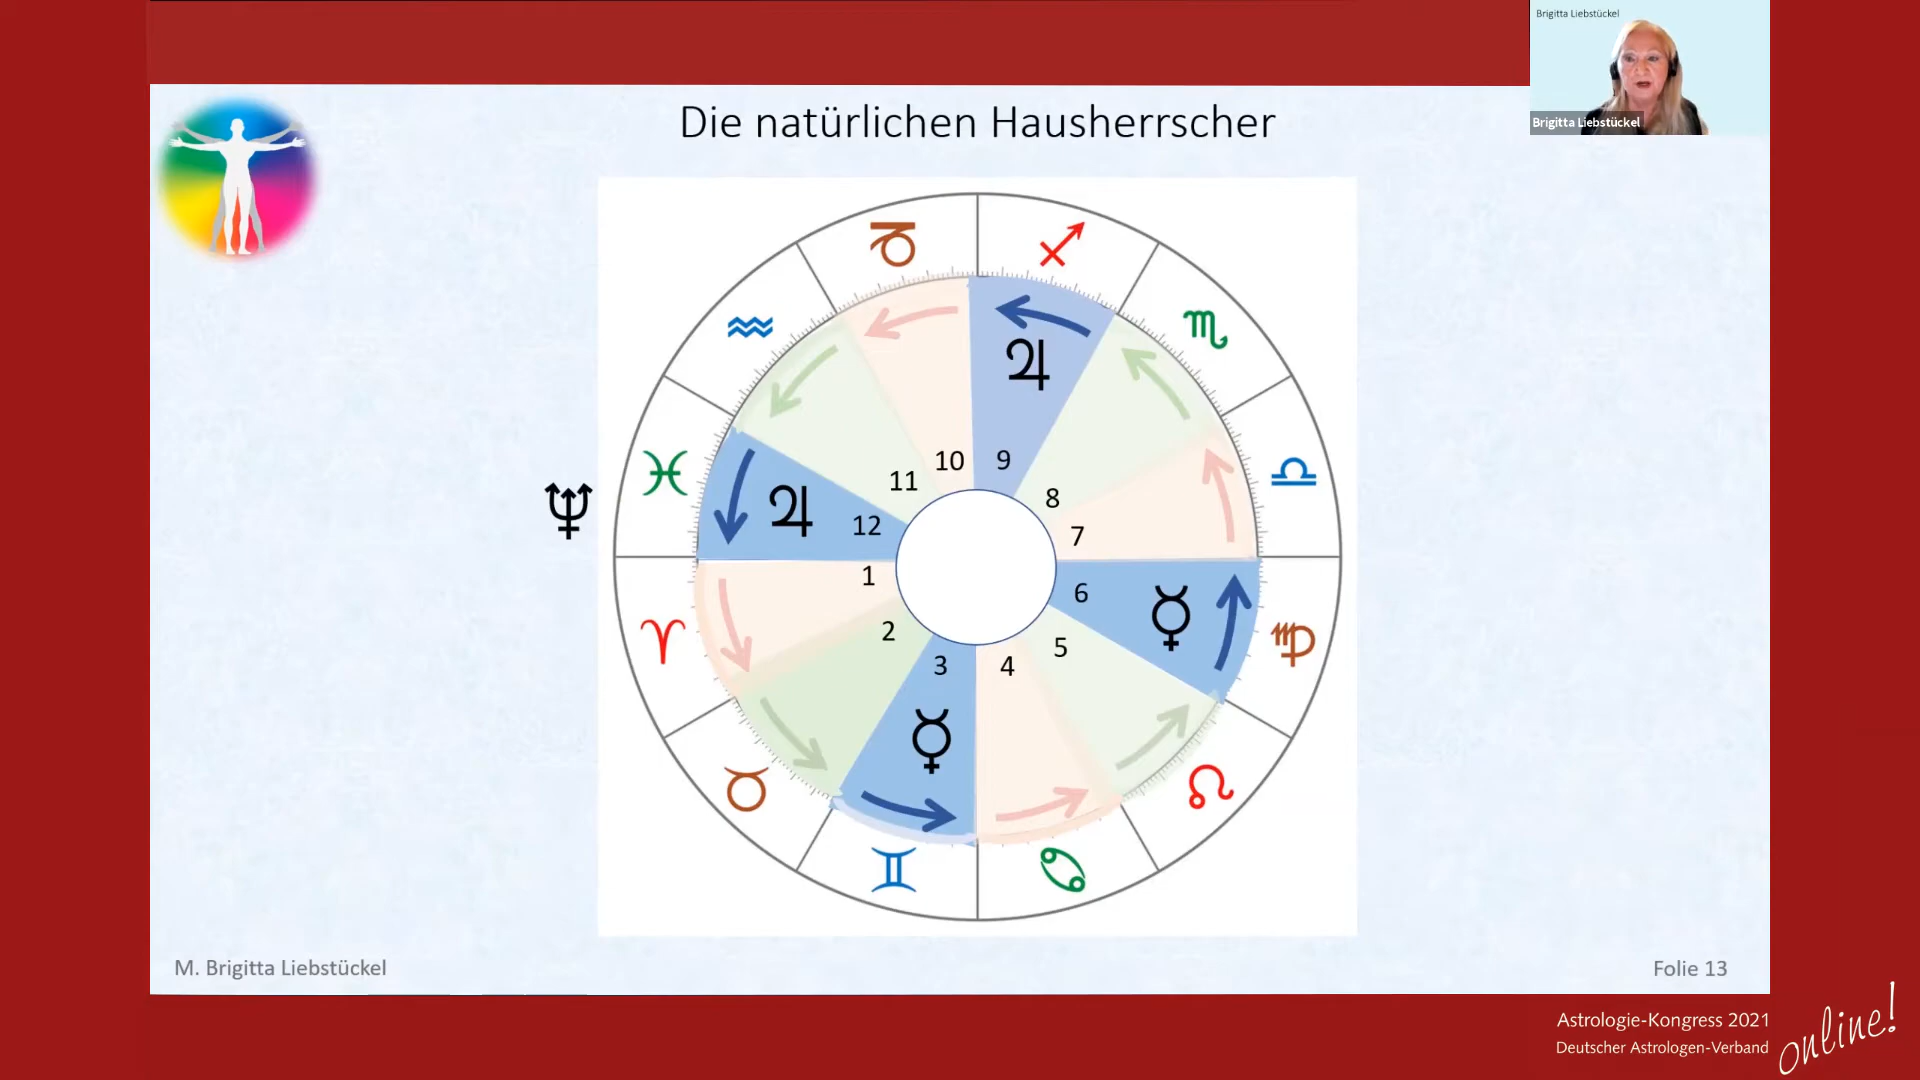 Brigitta Liebstückel
Brigitta Liebstückel
Die natürlichen Hausherrscher
♑ ♐
♒ ♏
♃
10 9
11
8
♓ ♎
♆
♃ 12
7
1
6 ☿
♈ ♍
2
5
3 4
☿
♉ ♌
♊ ♋
M. Brigitta Liebstückel
Folie 13
Astrologie-Kongress 2021
Deutscher Astrologen-Verband
online!